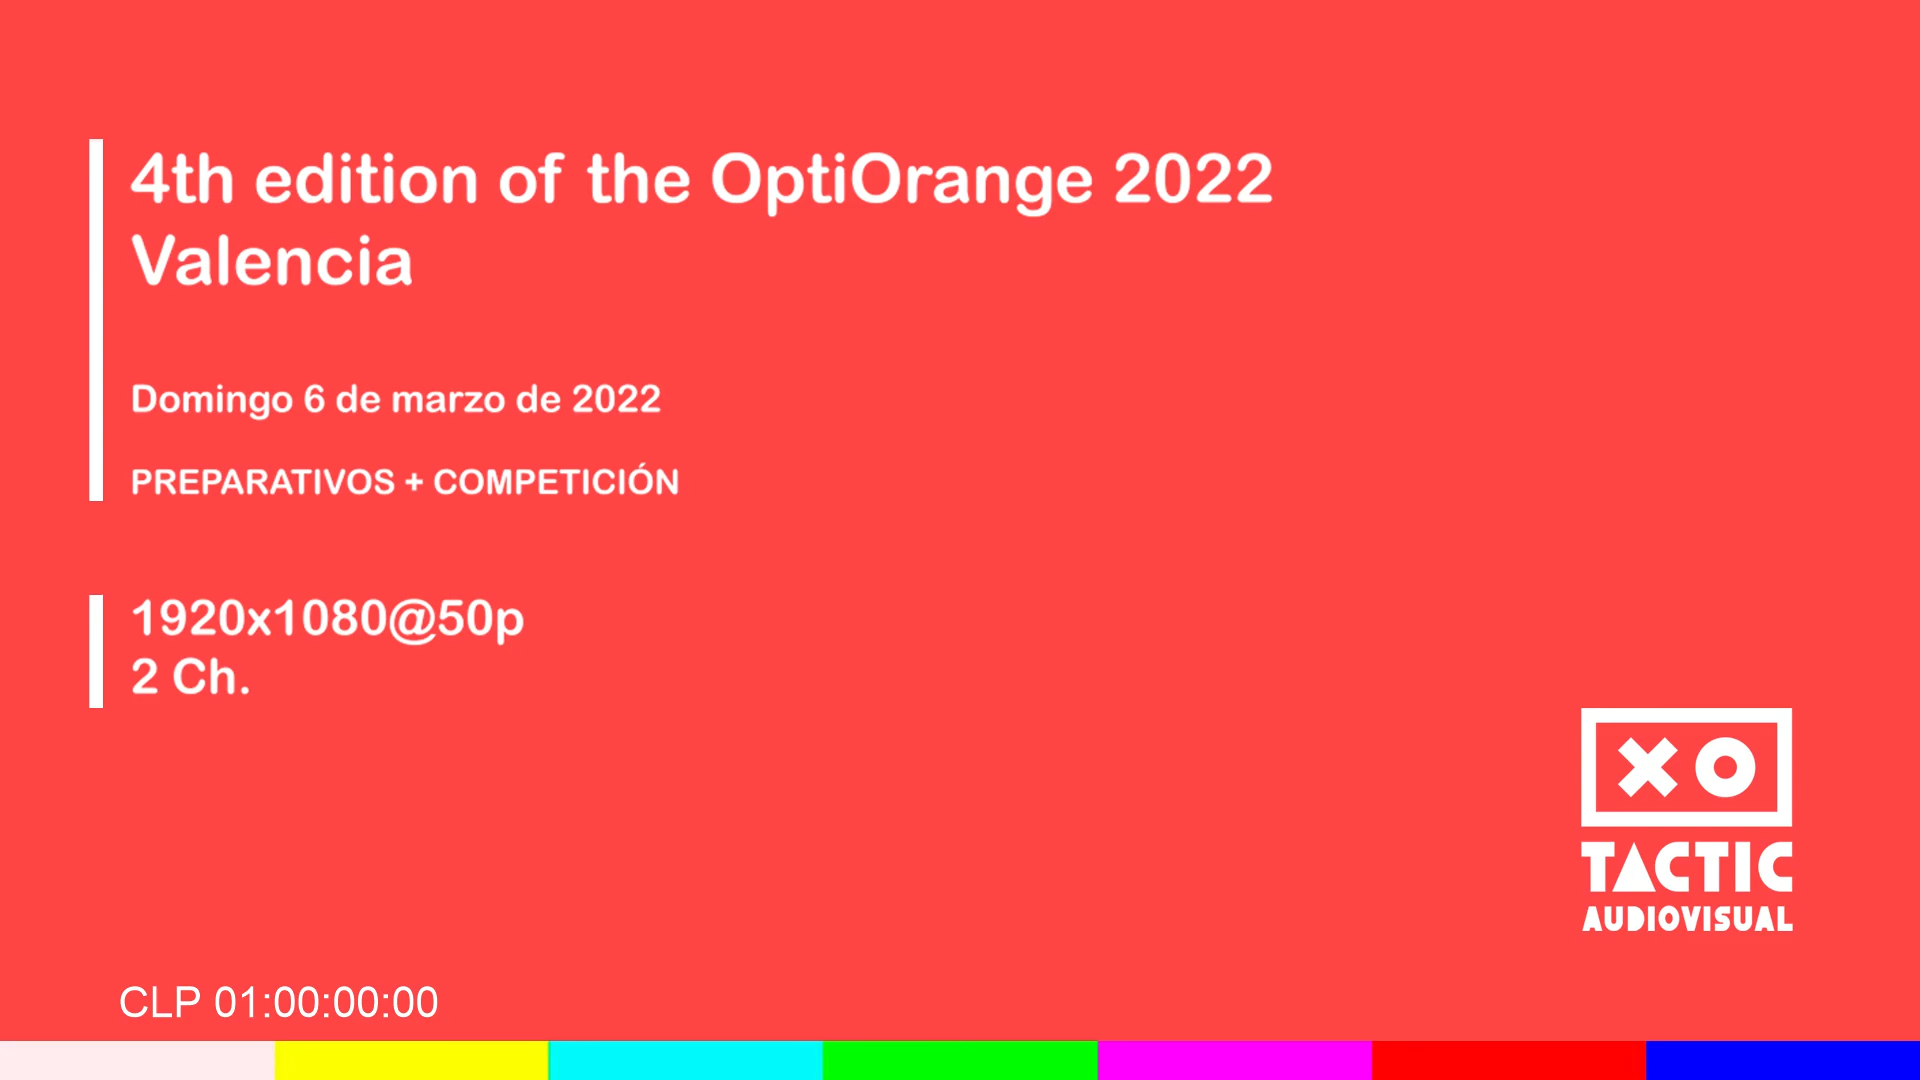 4th edition of the OptiOrange 2022
Valencia
Domingo 6 de marzo de 2022
PREPARATIVOS + COMPETICIÓN
1920x1080@50p
2 Ch.
XO
TACTIC
AUDIOVISUAL
CLP 01:00:00:00